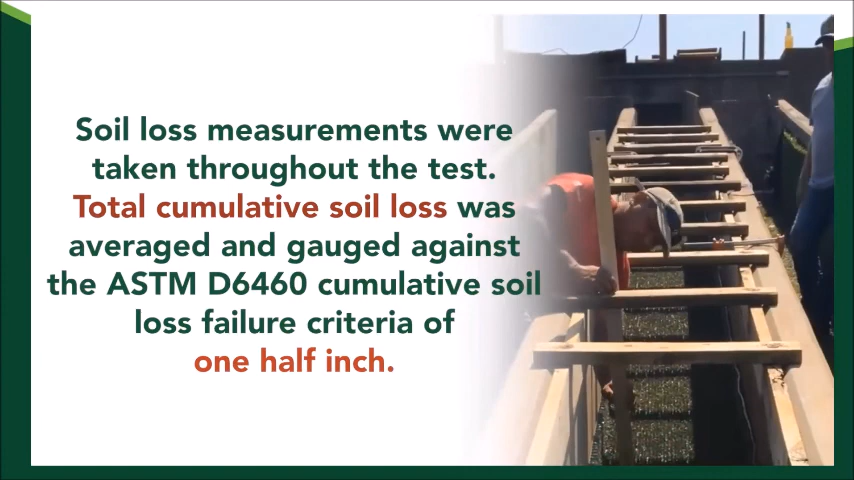 Soil loss measurements were
taken throughout the test.
Total cumulative soil loss was
averaged and gauged against
the ASTM D6460 cumulative soil
loss failure criteria of
one half inch.